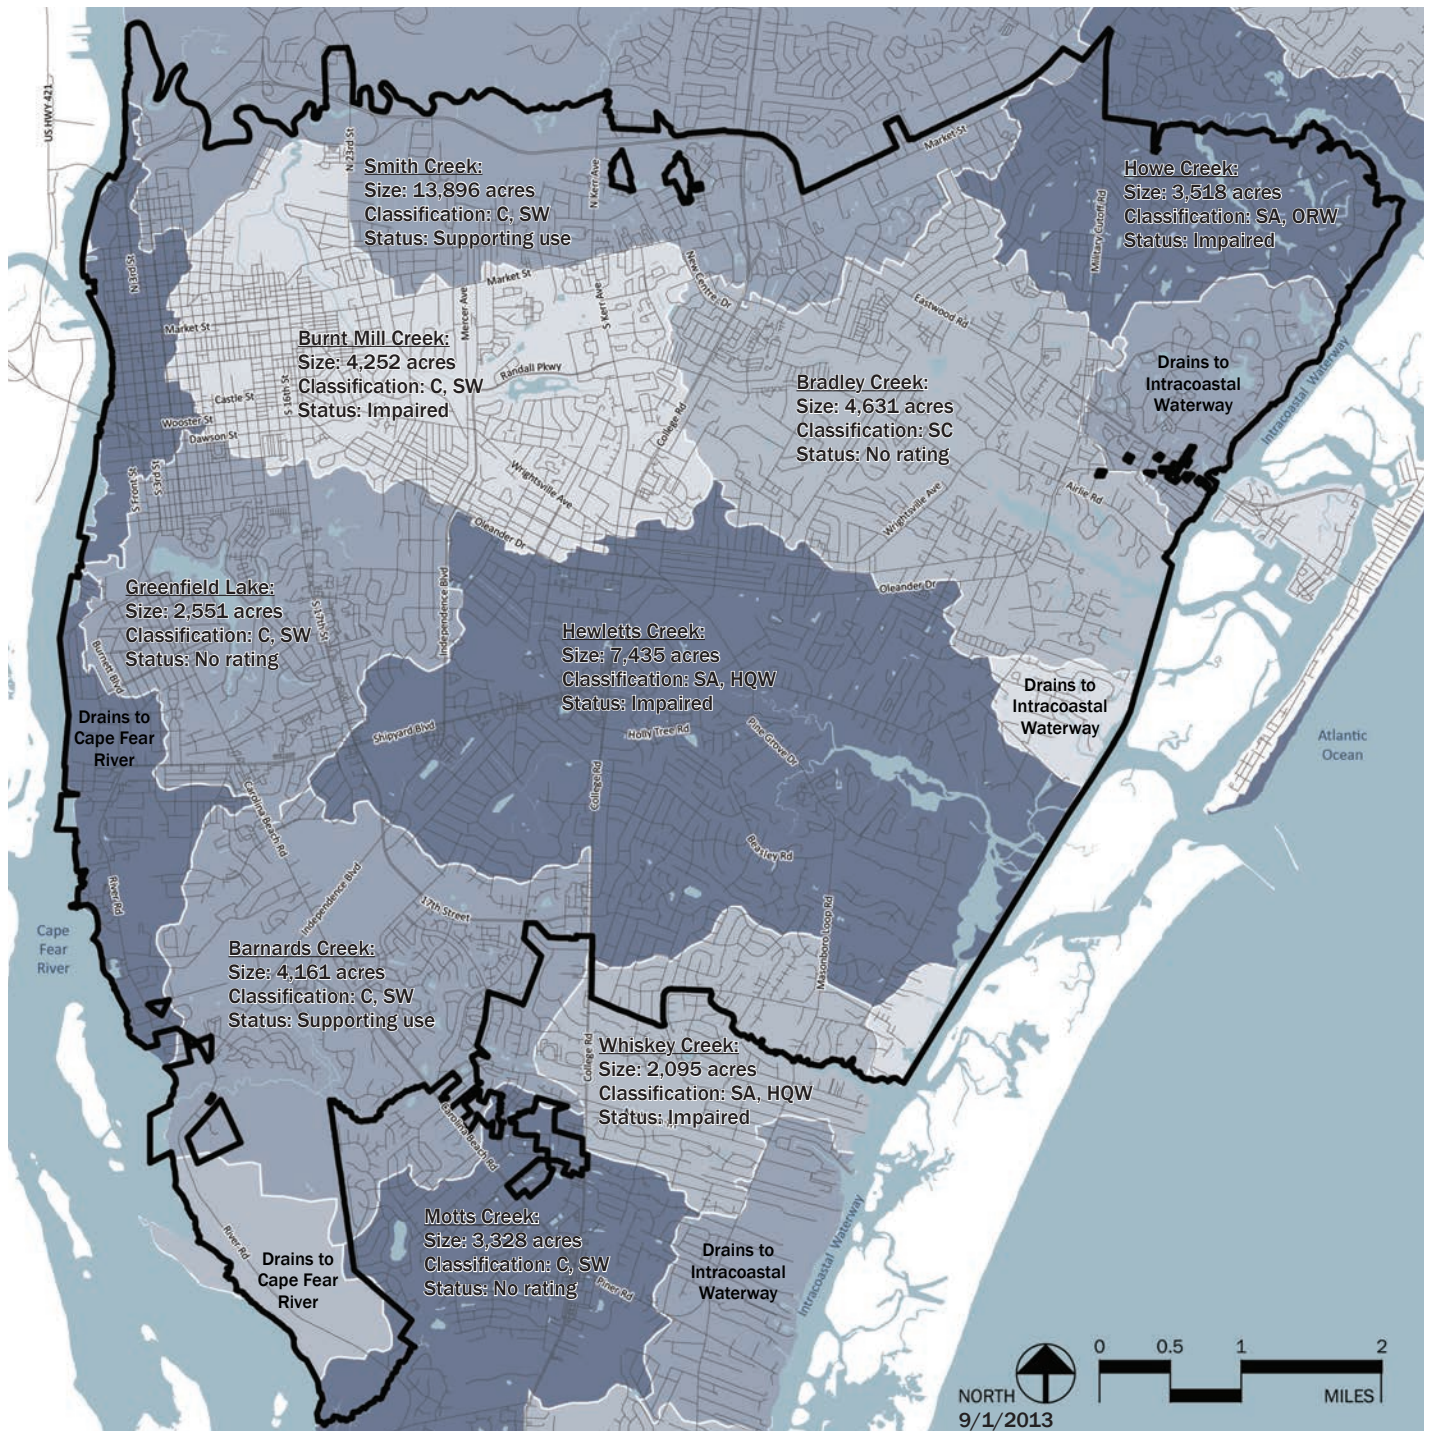 US HWY 421
N 23rd St
Smith Creek:
Size: 13,896 acres
Classification: C, SW
Status: Supporting use
N Kerr Ave
Market St
Howe Creek:
Size: 3,518 acres
Classification: SA, ORW
Status: Impaired
Military Cutoff Rd
N 3rd St
Market St
Mercer Ave
Market St
S Kerr Ave
New Centre Dr
Eastwood Rd
Burnt Mill Creek:
Size: 4,252 acres
Classification: C, SW
Status: Impaired
Randall Pkwy
Castle St
S 16th St
Wooster St
Dawson St
College Rd
Bradley Creek:
Size: 4,631 acres
Classification: SC
Status: No rating
Drains to
Intracoastal
Waterway
Intracoastal Waterway
S Front St
S 3rd St
Wrightsville Ave
Oleander Dr
Wrightsville Ave
Airlie Rd
Greenfield Lake:
Size: 2,551 acres
Classification: C, SW
Status: No rating
S 17th St
Independence Blvd
Oleander Dr
Burnett Blvd
Hewletts Creek:
Size: 7,435 acres
Classification: SA, HQW
Status: Impaired
Drains to
Intracoastal
Waterway
Drains to
Cape Fear
River
Shipyard Blvd
Holly Tree Rd
Pine Grove Dr
Atlantic
Ocean
College Rd
Carolina Beach Rd
Beasley Rd
River Rd
Independence Blvd
17th Street
Masonboro Loop Rd
Cape
Fear
River
Barnards Creek:
Size: 4,161 acres
Classification: C, SW
Status: Supporting use
College Rd
Whiskey Creek:
Size: 2,095 acres
Classification: SA, HQW
Status: Impaired
Carolina Beach Rd
Motts Creek:
Size: 3,328 acres
Classification: C, SW
Status: No rating
River Rd
Drains to
Cape Fear
River
Piner Rd
Drains to
Intracoastal
Waterway
Intracoastal Waterway
0 0.5 1 2
NORTH
MILES
9/1/2013